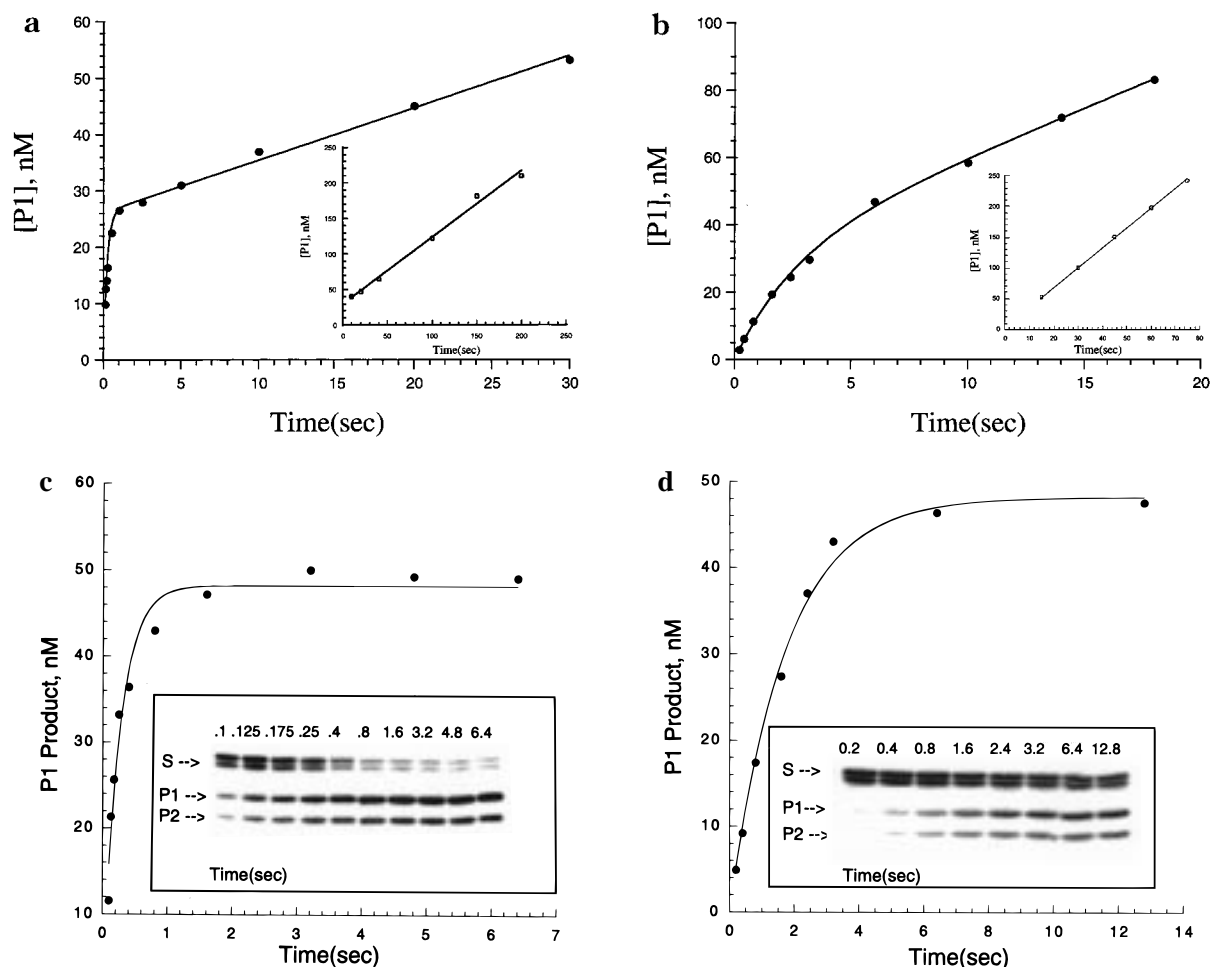 a
60
50
40
30
20
10
0
[P1], nM
0 5 10 15 20 25 30
Time(sec)
250
200
150
100
50
0
[P1], nM
0 50 100 150 200 250
Time(sec)
b
100
80
60
40
20
0
[P1], nM
0 5 10 15 20
Time(sec)
250
200
150
100
50
0
[P1], nM
0 10 20 30 40 50 60 70 80
Time(sec)
c
60
50
40
30
20
10
P1 Product, nM
0 1 2 3 4 5 6 7
Time(sec)
.1 .125 .175 .25 .4 .8 1.6 3.2 4.8 6.4
S -->
P1 -->
P2 -->
Time(sec)
d
50
40
30
20
10
0
P1 Product, nM
0 2 4 6 8 10 12 14
Time(sec)
0.2 0.4 0.8 1.6 2.4 3.2 6.4 12.8
S -->
P1 -->
P2 -->
Time(sec)